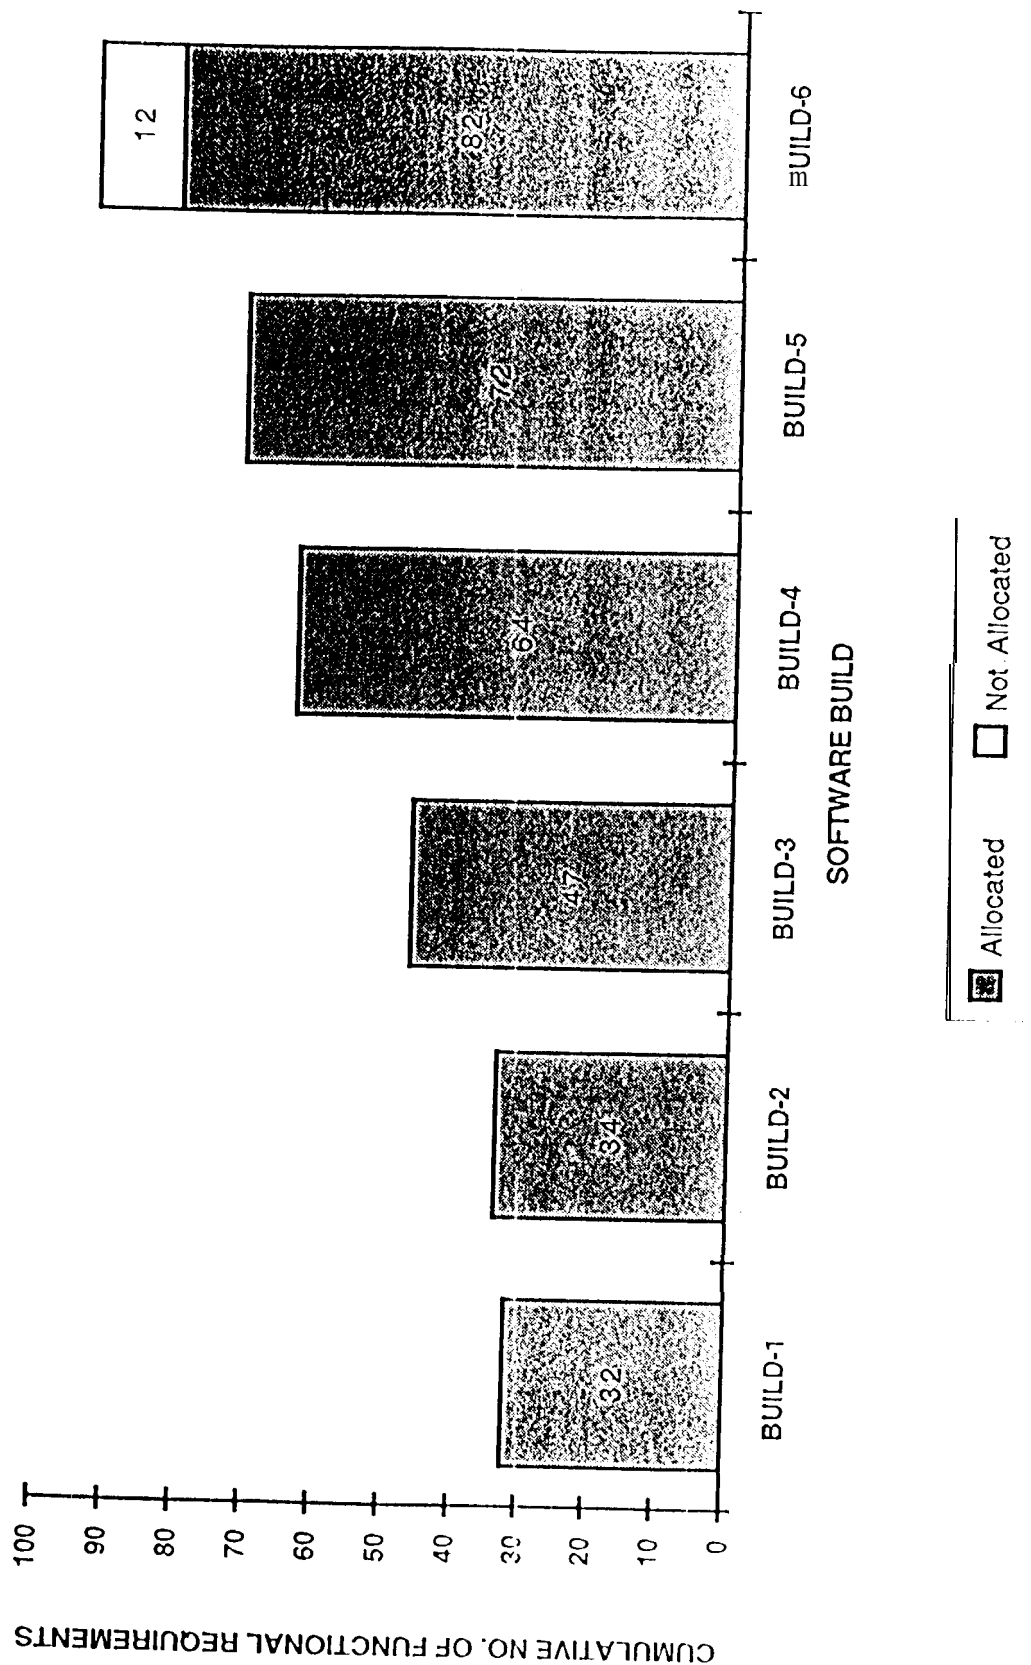 CUMULATIVE NO. OF FUNCTIONAL REQUIREMENTS
100
90
80
70
60
50
40
30
20
10
0
32
34
47
64
72
82
12
BUILD-1
BUILD-2
BUILD-3
BUILD-4
BUILD-5
BUILD-6
SOFTWARE BUILD
Allocated
Not Allocated